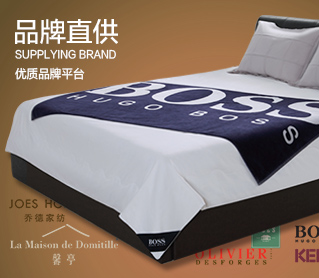 品牌直供
SUPPLYING BRAND
优质品牌平台
BOSS
HUGO BOSS
JOES HO
乔德家纺
La Maison de Domitille
馨亭
BOSS
OLIVIER
DESFORGES
BO
HUGO
KE